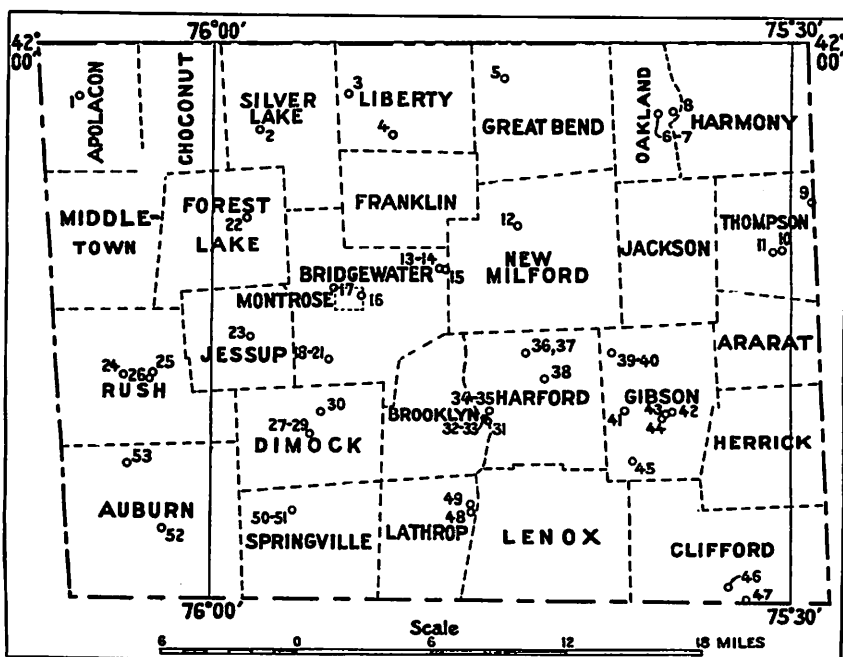 76°00'
75°30'
42°
00'
42°
00'
1
APOLACON
CHOCONUT
SILVER
LAKE
2
3
LIBERTY
4
5
GREAT BEND
OAKLAND
6-7
8
HARMONY
9
MIDDLE-
TOWN
FOREST
22
LAKE
FRANKLIN
12
NEW
MILFORD
JACKSON
THOMPSON
11
10
13-14
BRIDGEWATER
15
MONTROSE
17
16
23
JESSUP
18-21
24
25
26
RUSH
36,37
38
HARFORD
39-40
GIBSON
41
43
42
44
45
ARARAT
HERRICK
34-35
BROOKLYN
32-33
31
30
27-29
DIMOCK
53
AUBURN
52
50-51
SPRINGVILLE
49
48
LATHROP
LENOX
CLIFFORD
46
47
76°00'
75°30'
Scale
6 0 6 12 18 MILES